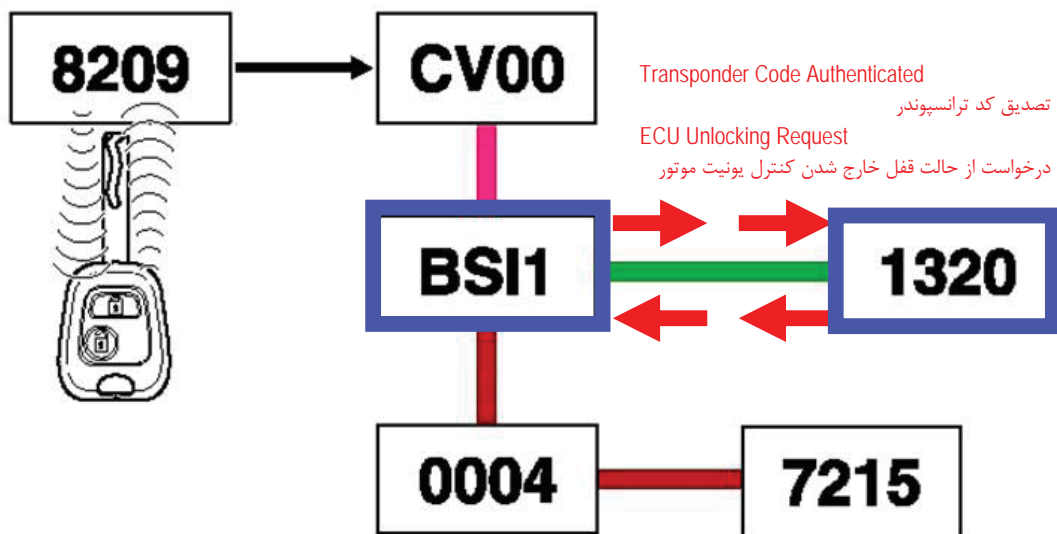 8209
CV00
Transponder Code Authenticated
تصدیق کد ترانسپوندر
ECU Unlocking Request
درخواست از حالت قفل خارج شدن کنترل یونیت موتور
BSI1
1320
0004
7215